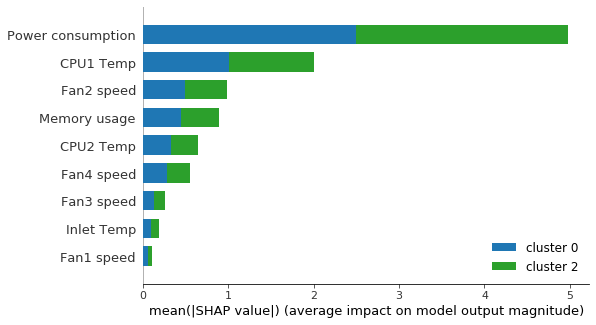 Power consumption
CPU1 Temp
Fan2 speed
Memory usage
CPU2 Temp
Fan4 speed
Fan3 speed
Inlet Temp
Fan1 speed
cluster 0
cluster 2
0 1 2 3 4 5
mean(|SHAP value|) (average impact on model output magnitude)